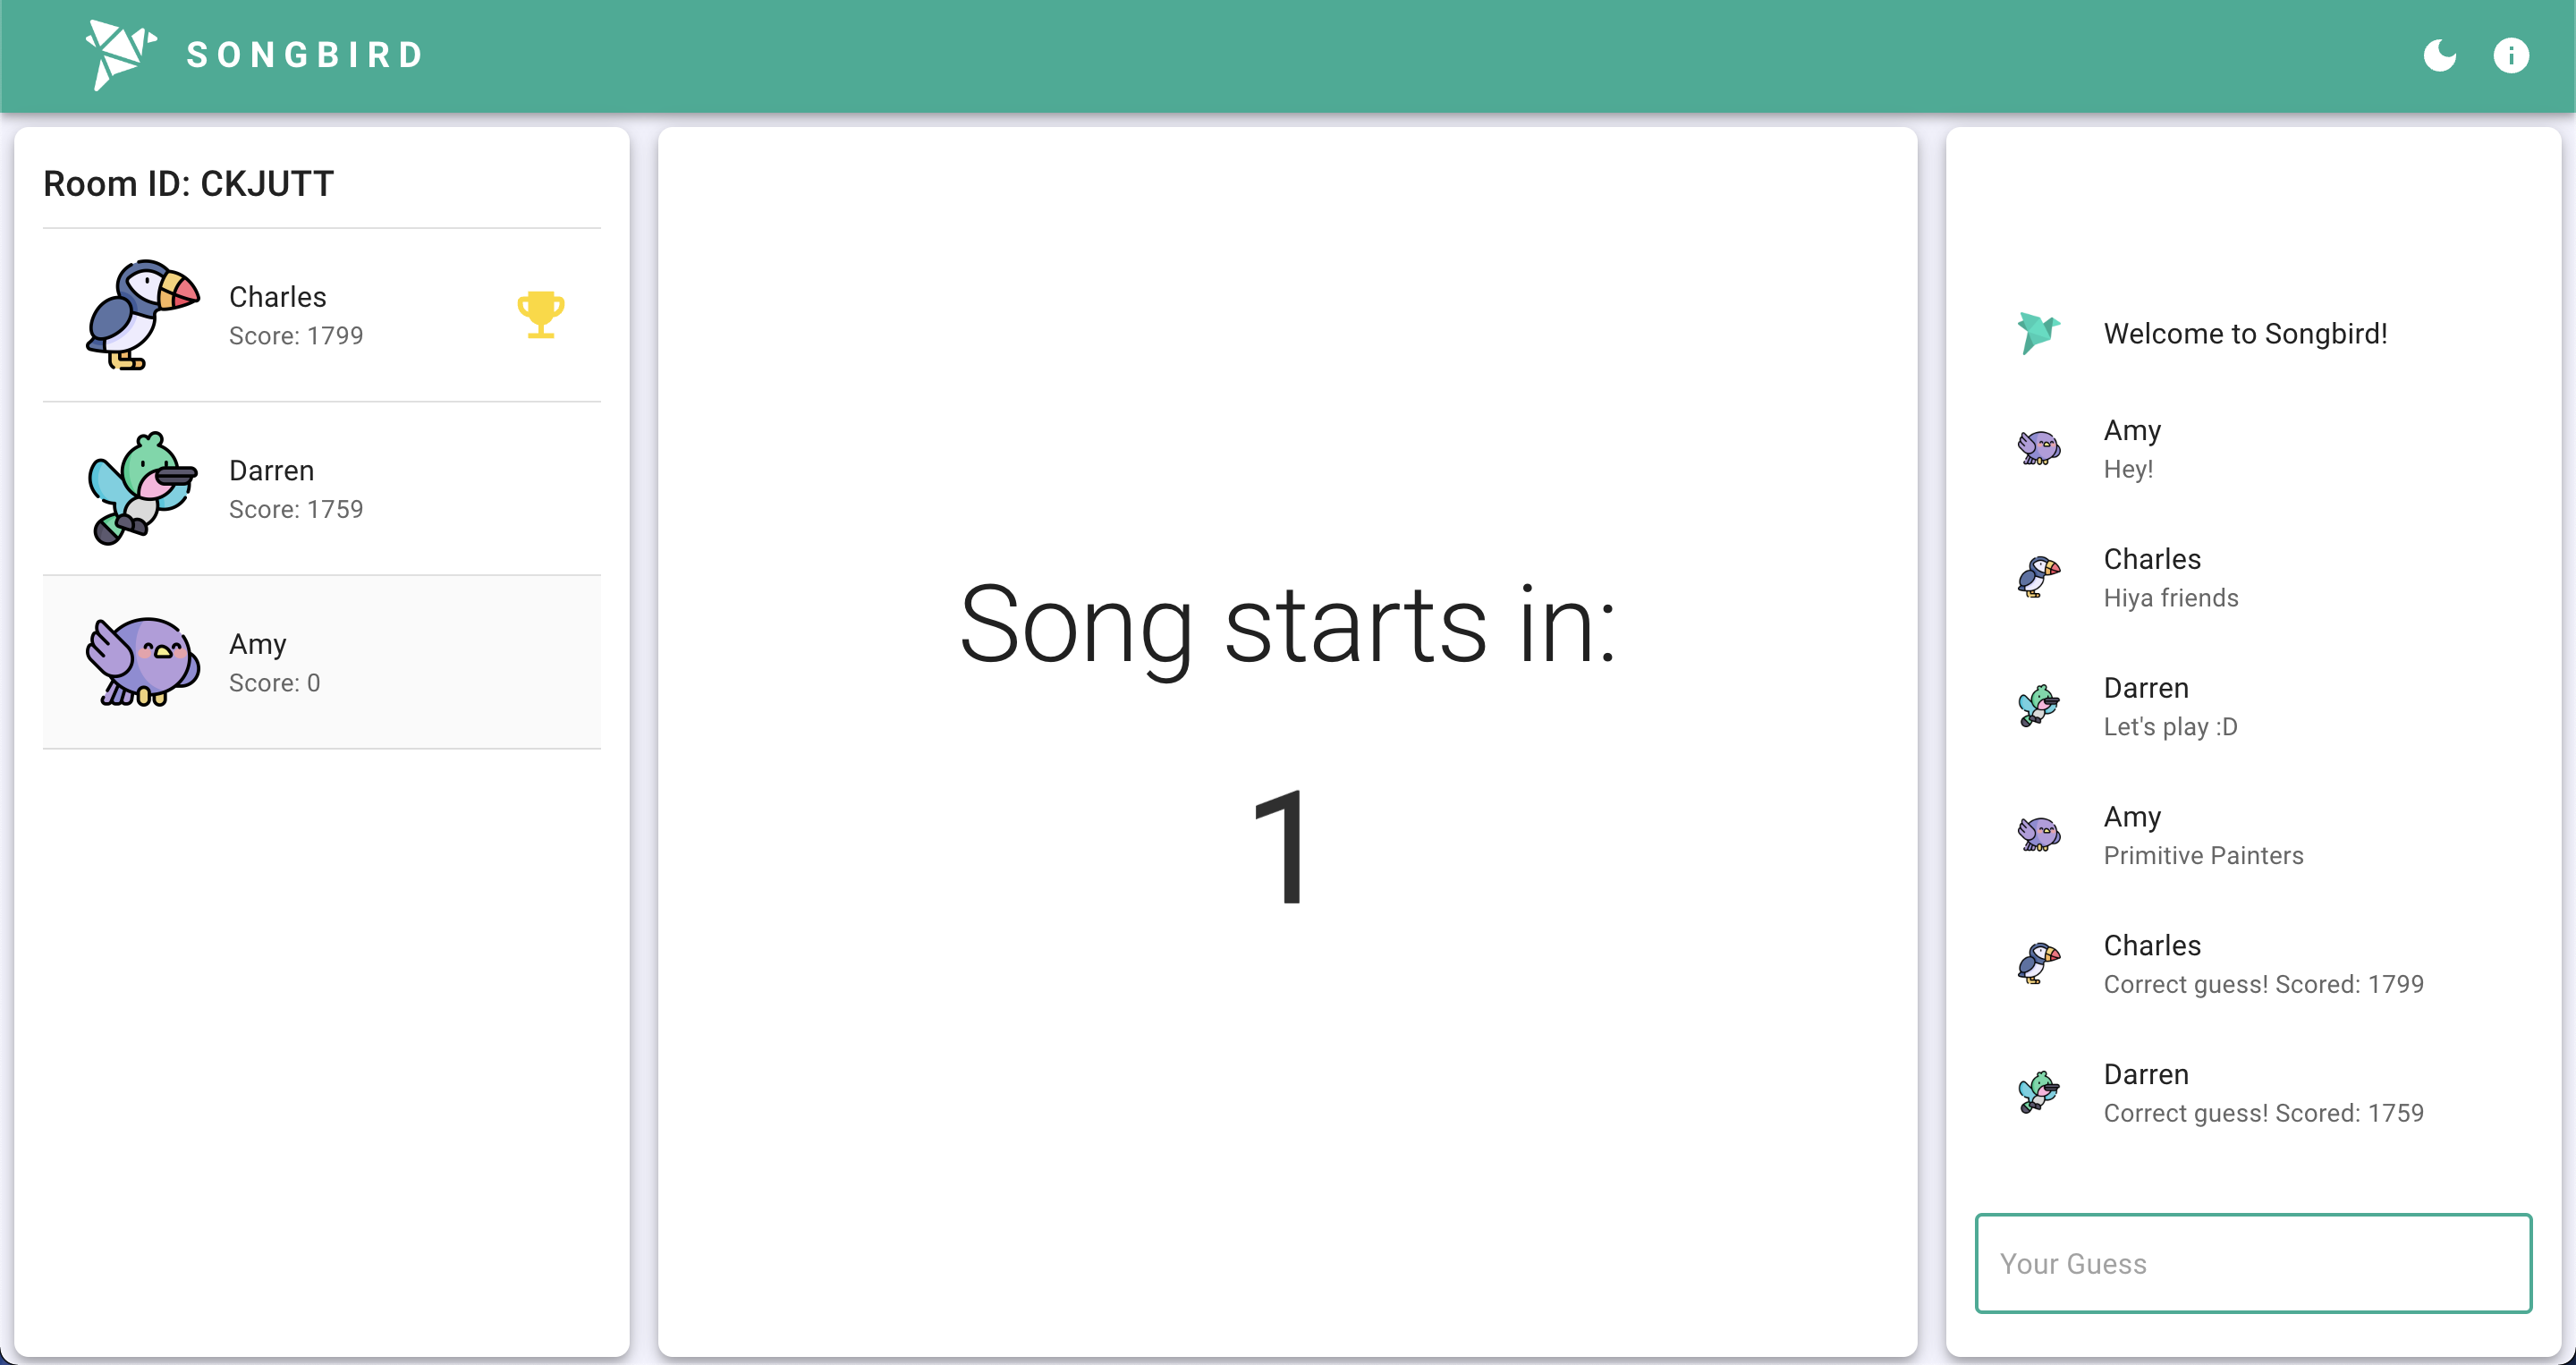 SONGBIRD
Room ID: CKJUTT
Charles
Score: 1799
Darren
Score: 1759
Amy
Score: 0
Song starts in:
1
Welcome to Songbird!
Amy
Hey!
Charles
Hiya friends
Darren
Let's play :D
Amy
Primitive Painters
Charles
Correct guess! Scored: 1799
Darren
Correct guess! Scored: 1759
Your Guess